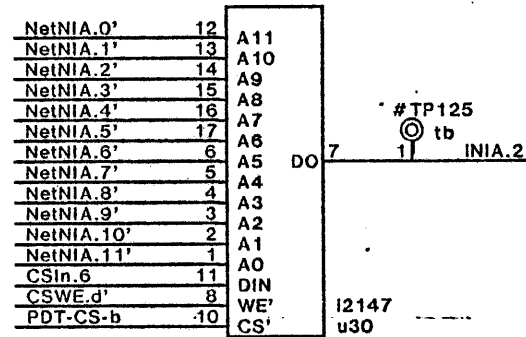 NetNIA.0' 12 A11
NetNIA.1' 13 A10
NetNIA.2' 14 A9
NetNIA.3' 15 A8
NetNIA.4' 16 A7
NetNIA.5' 17 A6
NetNIA.6' 6 A5
NetNIA.7' 5 A4
NetNIA.8' 4 A3
NetNIA.9' 3 A2
NetNIA.10' 2 A1
NetNIA.11' 1 A0
CSIn.6 11 DIN
CSWE.d' 8 WE'
PDT-CS-b 10 CS'
#TP125
tb
DO 7 1 INIA.2
I2147
u30